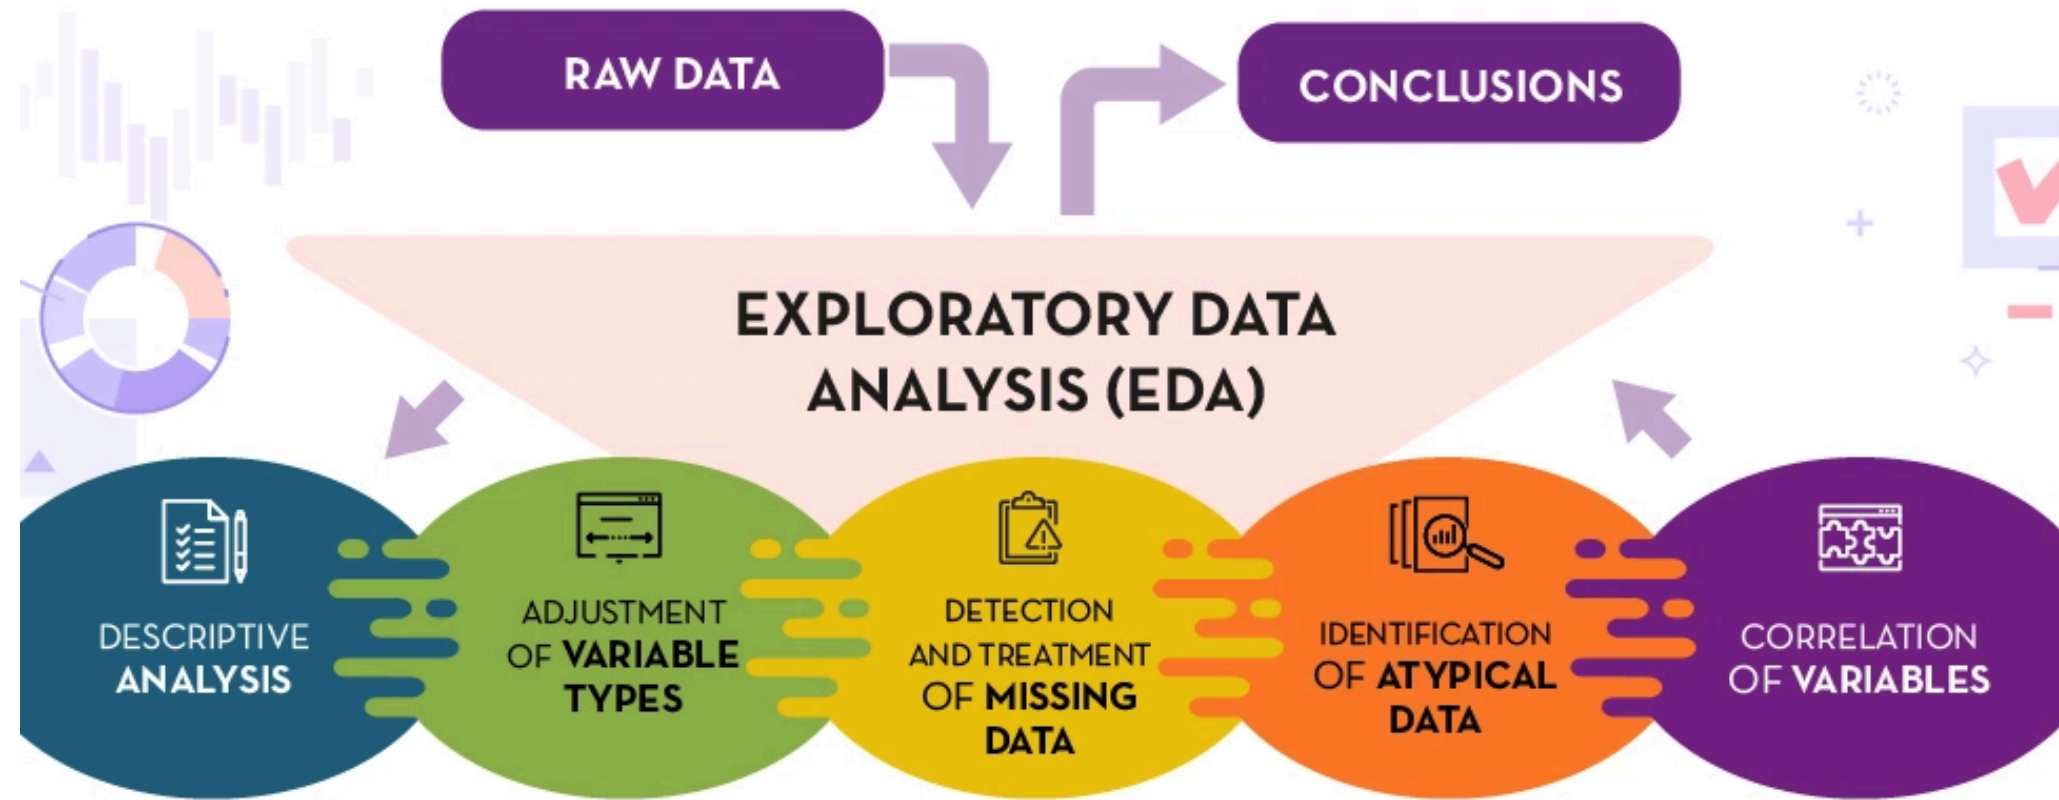 RAW DATA
CONCLUSIONS
EXPLORATORY DATA
ANALYSIS (EDA)
DESCRIPTIVE
ANALYSIS
ADJUSTMENT
OF VARIABLE
TYPES
DETECTION
AND TREATMENT
OF MISSING
DATA
IDENTIFICATION
OF ATYPICAL
DATA
CORRELATION
OF VARIABLES